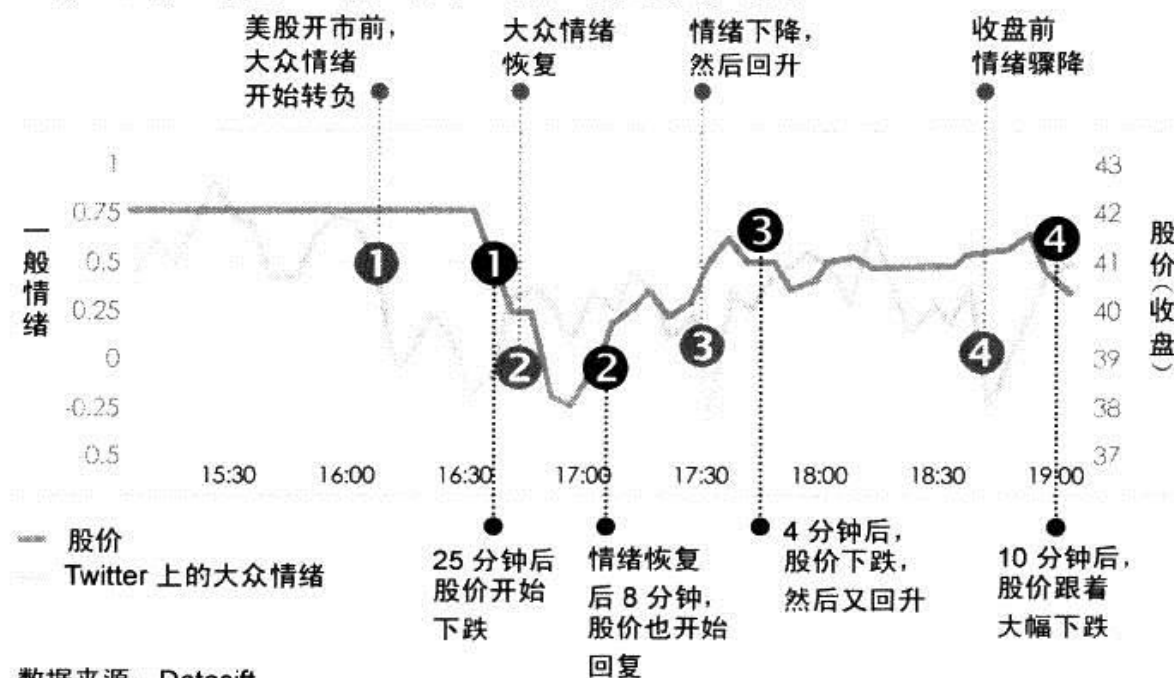 美股开市前，
大众情绪
开始转负
大众情绪
恢复
情绪下降，
然后回升
收盘前
情绪骤降
1
0.75
0.5
0.25
0
-0.25
0.5
一般情绪
43
42
41
40
39
38
37
股价（收盘）
1
1
2
2
3
3
4
4
15:30
16:00
16:30
17:00
17:30
18:00
18:30
19:00
股价
Twitter 上的大众情绪
25 分钟后
股价开始
下跌
情绪恢复
后 8 分钟，
股价也开始
回复
4 分钟后，
股价下跌，
然后又回升
10 分钟后，
股价跟着
大幅下跌